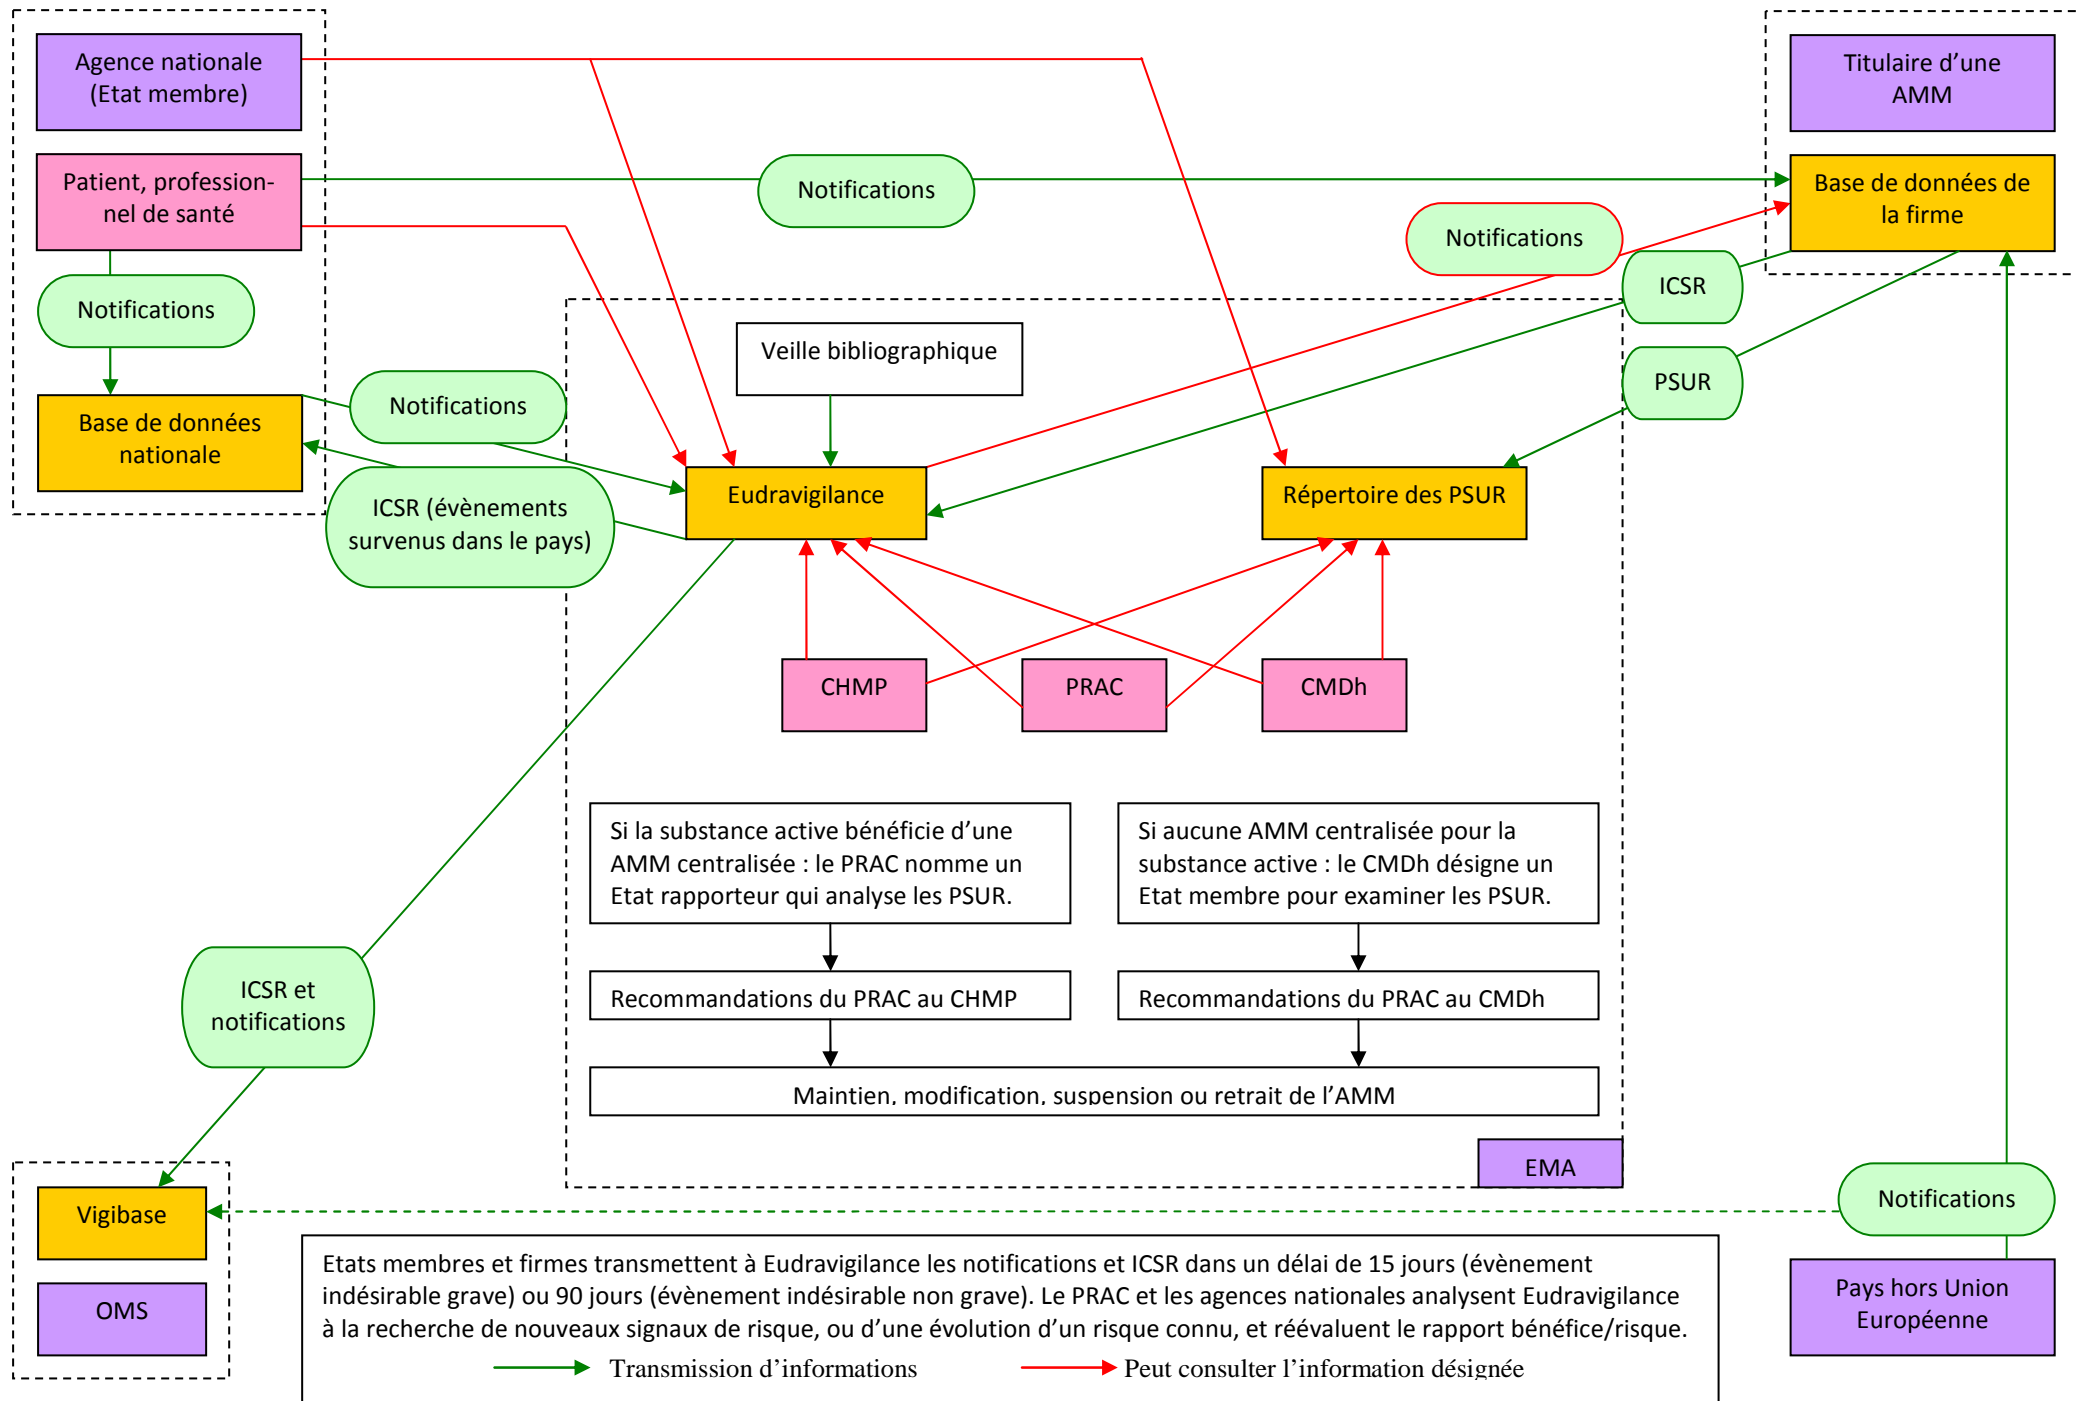 Agence nationale
(Etat membre)
Titulaire d’une
AMM
Patient, profession-
nel de santé
Notifications
Base de données de
la firme
Notifications
Notifications
ICSR
Veille bibliographique
PSUR
Notifications
Base de données
nationale
Eudravigilance
Répertoire des PSUR
ICSR (évènements
survenus dans le pays)
CHMP
PRAC
CMDh
Si la substance active bénéficie d’une
AMM centralisée : le PRAC nomme un
Etat rapporteur qui analyse les PSUR.
Si aucune AMM centralisée pour la
substance active : le CMDh désigne un
Etat membre pour examiner les PSUR.
ICSR et
notifications
Recommandations du PRAC au CHMP
Recommandations du PRAC au CMDh
Maintien, modification, suspension ou retrait de l’AMM
EMA
Vigibase
OMS
Notifications
Pays hors Union
Européenne
Etats membres et firmes transmettent à Eudravigilance les notifications et ICSR dans un délai de 15 jours (évènement
indésirable grave) ou 90 jours (évènement indésirable non grave). Le PRAC et les agences nationales analysent Eudravigilance
à la recherche de nouveaux signaux de risque, ou d’une évolution d’un risque connu, et réévaluent le rapport bénéfice/risque.
Transmission d’informations
Peut consulter l’information désignée